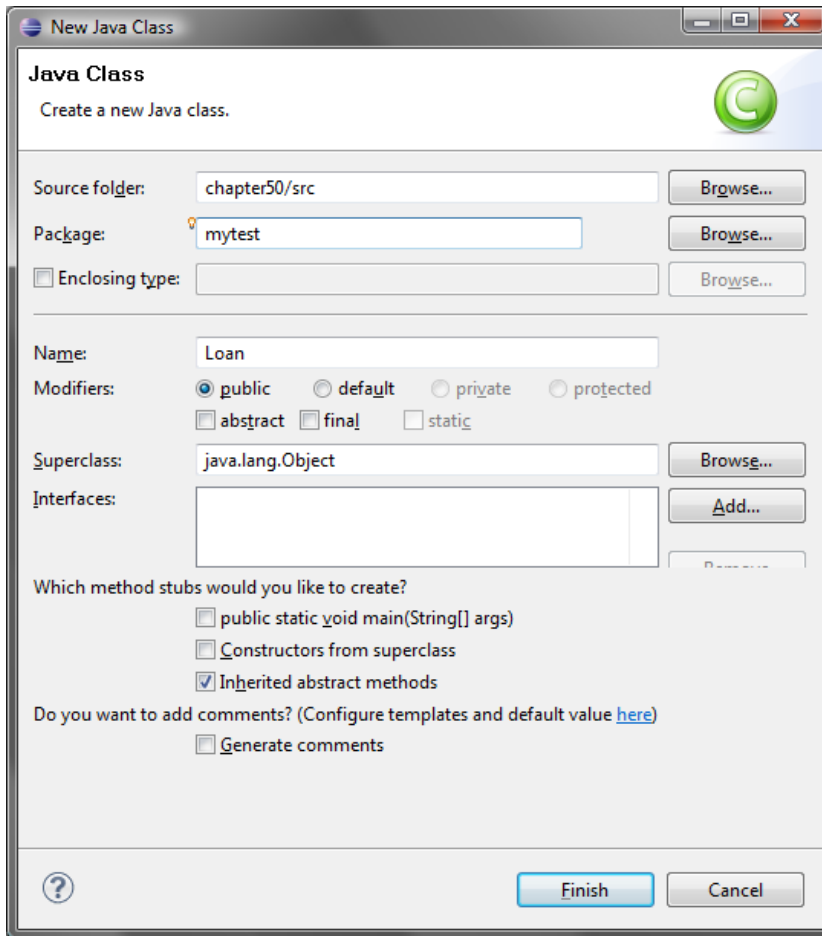 New Java Class
Java Class
Create a new Java class.
Source folder: chapter50/src Browse...
Package: mytest Browse...
Enclosing type: Browse...
Name: Loan
Modifiers: public default private protected
abstract final static
Superclass: java.lang.Object Browse...
Interfaces: Add...
Remove
Which method stubs would you like to create?
public static void main(String[] args)
Constructors from superclass
Inherited abstract methods
Do you want to add comments? (Configure templates and default value here)
Generate comments
Finish Cancel